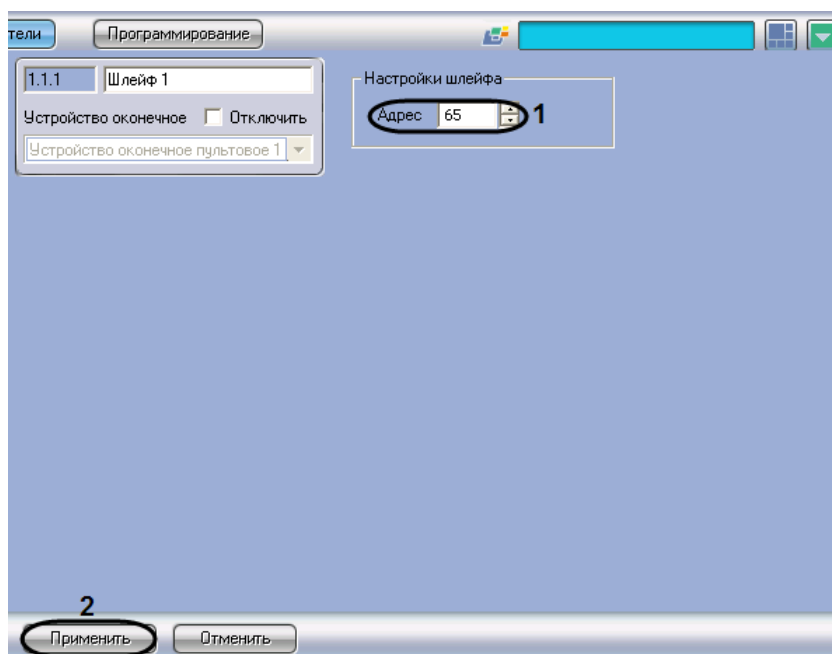 тели Программирование
1.1.1 Шлейф 1
Устройство оконечное Отключить
Устройство оконечное пультовое 1
Настройки шлейфа
Адрес 65 1
2
Применить Отменить